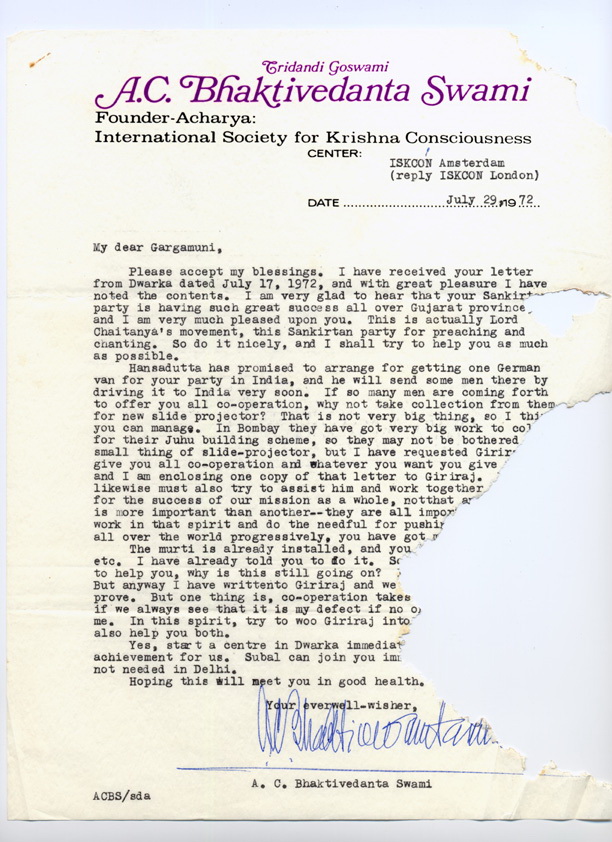 Tridandi Goswami
A.C. Bhaktivedanta Swami
Founder-Acharya:
International Society for Krishna Consciousness
CENTER:
ISKCON Amsterdam
(reply ISKCON London)
DATE ........ July 29, 19 72..
My dear Gargamuni,
Please accept my blessings. I have received your letter
from Dwarka dated July 17, 1972, and with great pleasure I have
noted the contents. I am very glad to hear that your Sankirt
party is having such great success all over Gujarat province,
and I am very much pleased upon you. This is actually Lord
Chaitanya's movement, this Sankirtan party for preaching and
chanting. So do it nicely, and I shall try to help you as much
as possible.
Hansadutta has promised to arrange for getting one German
van for your party in India, and he will send some men there by
driving it to India very soon. If so many men are coming forth
to offer you all co-operation, why not take collection from them
for new slide projector? That is not very big thing, so I thi
you can manage. In Bombay they have got very big work to col
for their Juhu building scheme, so they may not be bothered
small thing of slide-projector, but I have requested Girir
give you all co-operation and whatever you want you give
and I am enclosing one copy of that letter to Giriraj.
likewise must also try to assist him and work together
for the success of our mission as a whole, notthat
is more important than another--they are all impor
work in that spirit and do the needful for pushin
all over the world progressively, you have got
The murti is already installed, and you
etc. I have already told you to do it. So
to help you, why is this still going on?
But anyway I have writtento Giriraj and we
prove. But one thing is, co-operation takes
if we always see that it is my defect if no
me. In this spirit, try to woo Giriraj into
also help you both.
Yes, start a centre in Dwarka immediat
achievement for us. Subal can join you imm
not needed in Delhi.
Hoping this will meet you in good health.
Your everwell-wisher,
A C Bhaktivedanta Swami
A. C. Bhaktivedanta Swami
ACBS/sda